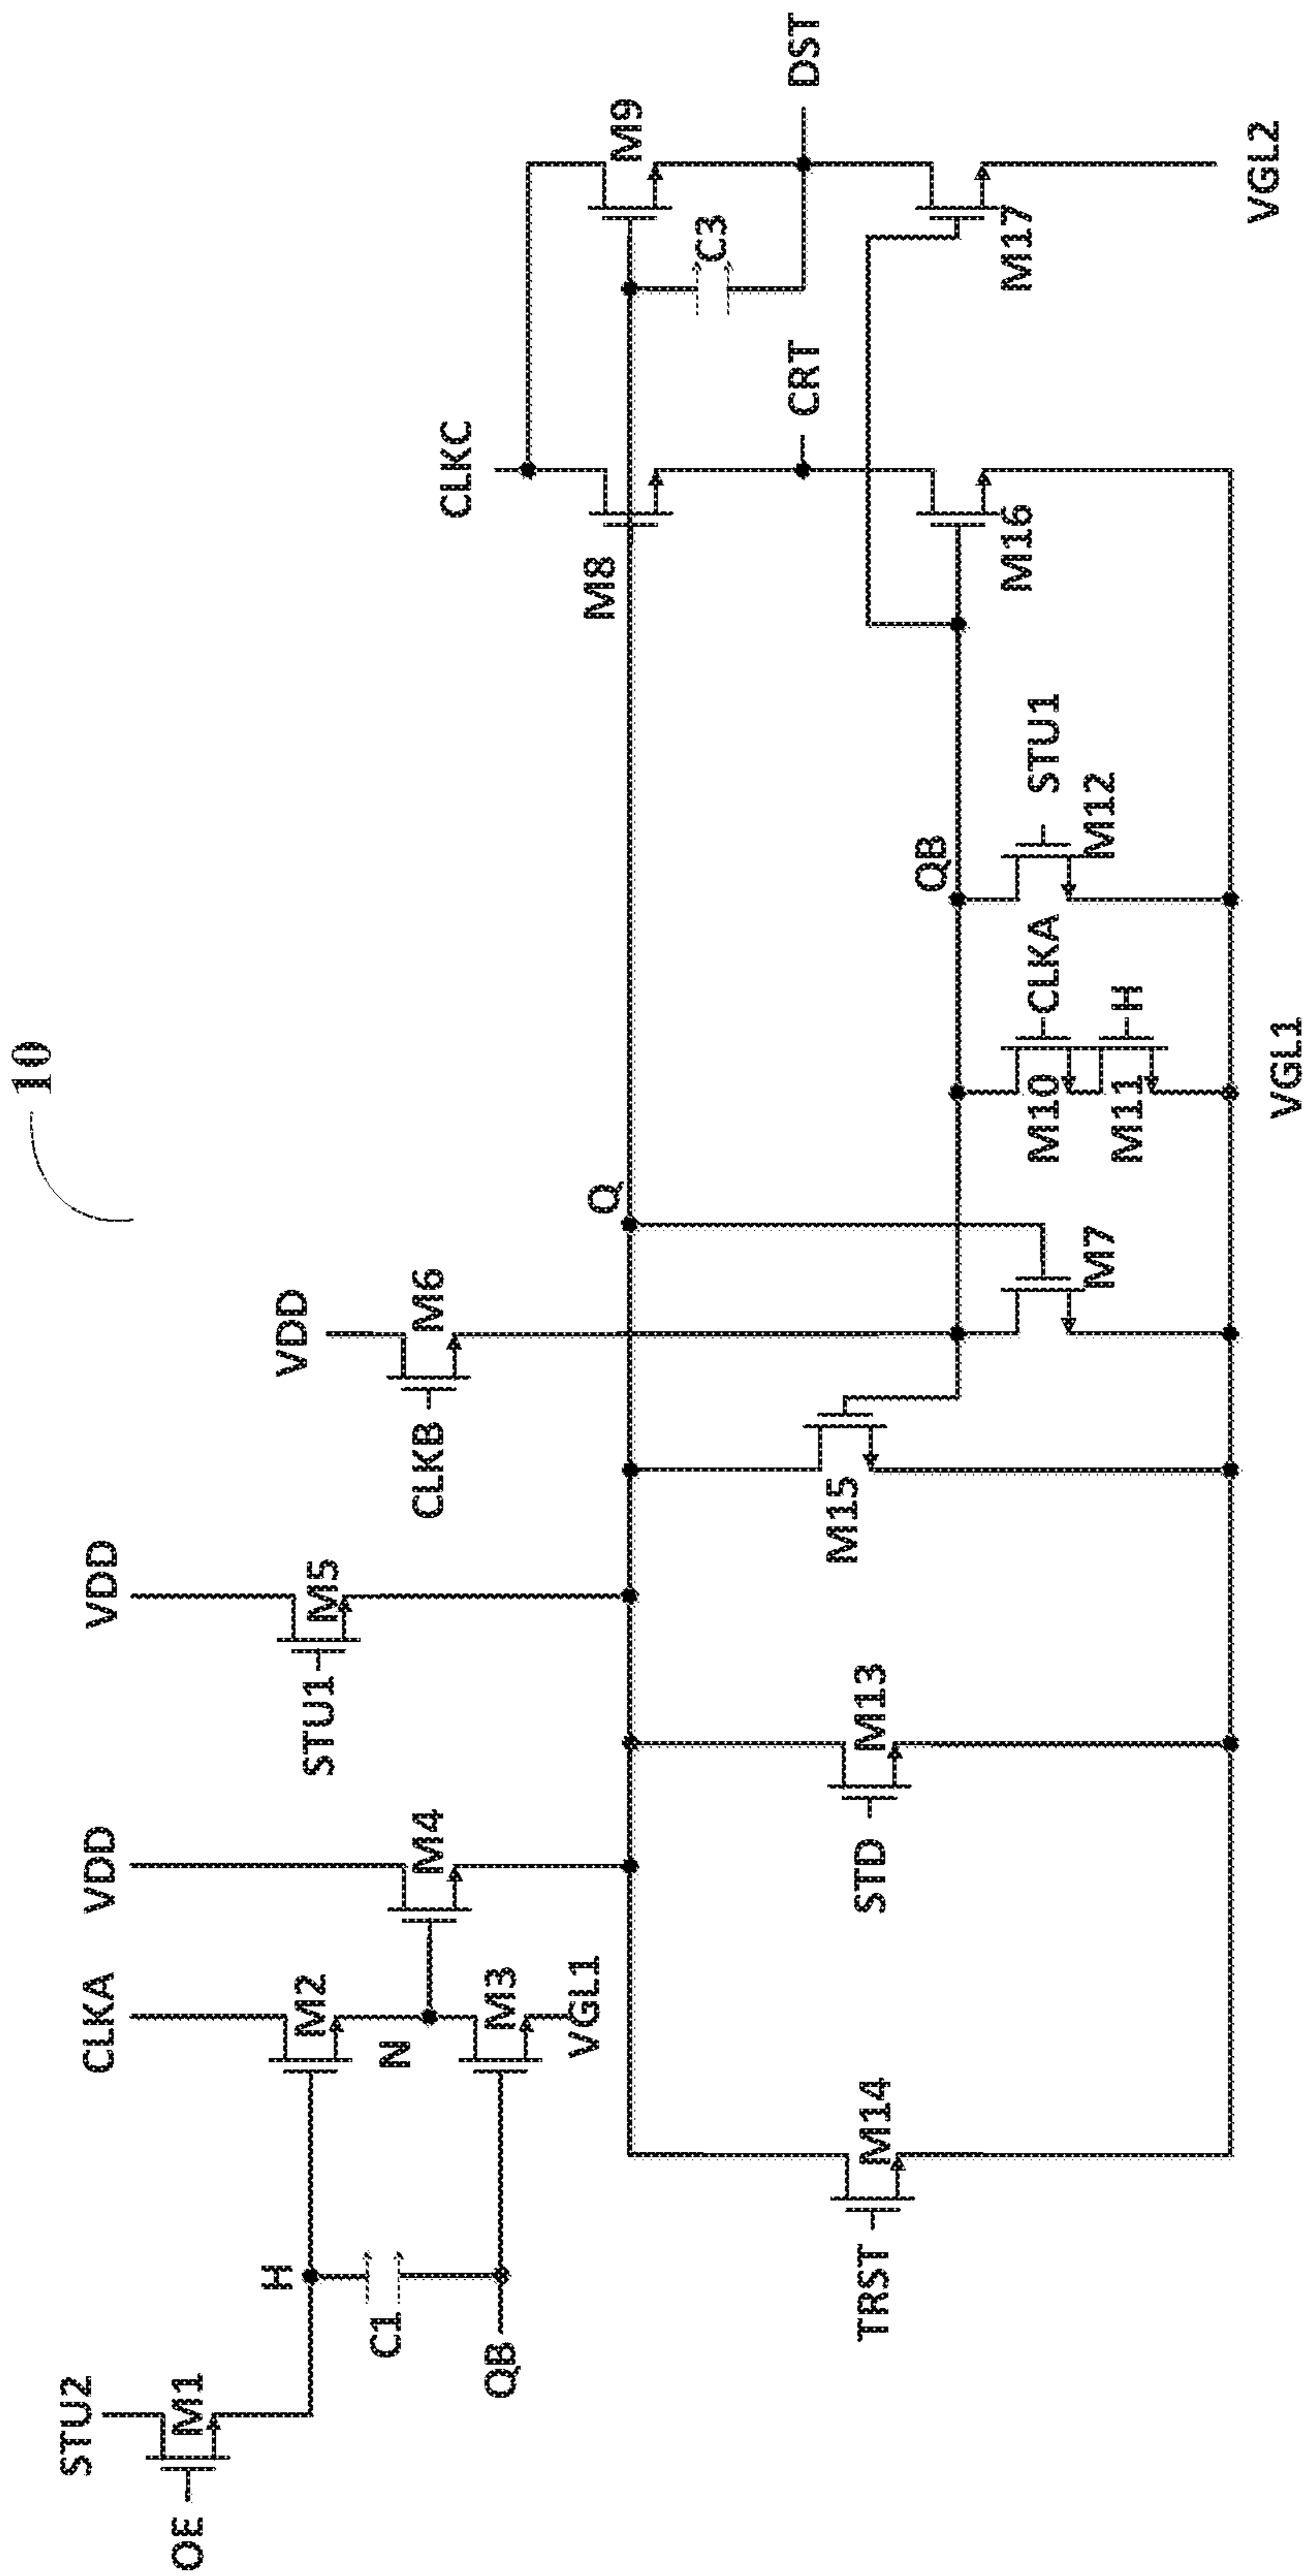 10
STU2
OE
M1
H
C1
QB
CLKA
M2
N
M3
VGL1
VDD
M4
VDD
STU1
M5
VDD
CLKB
M6
Q
CLKC
M8
M9
C3
CRT
DST
TRST
M14
STD
M13
M15
M7
QB
M10
CLKA
M11
H
STU1
M12
M16
M17
VGL1
VGL2